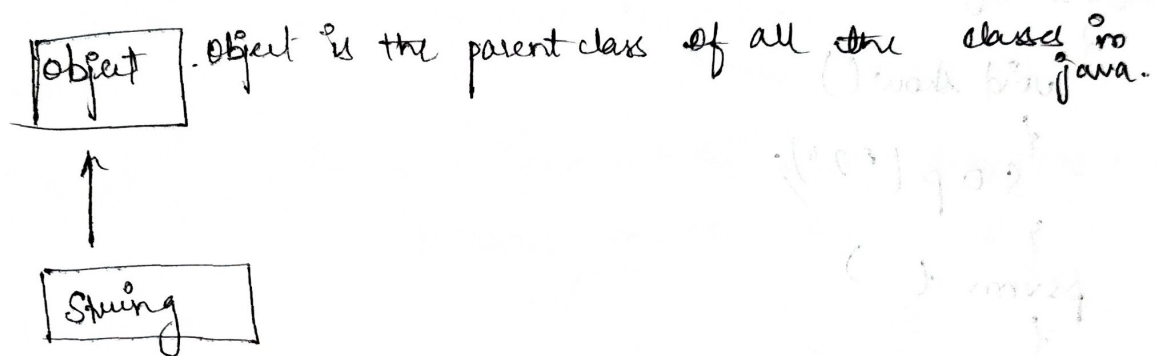 object . object is the parent class of all the classes in
java.
String